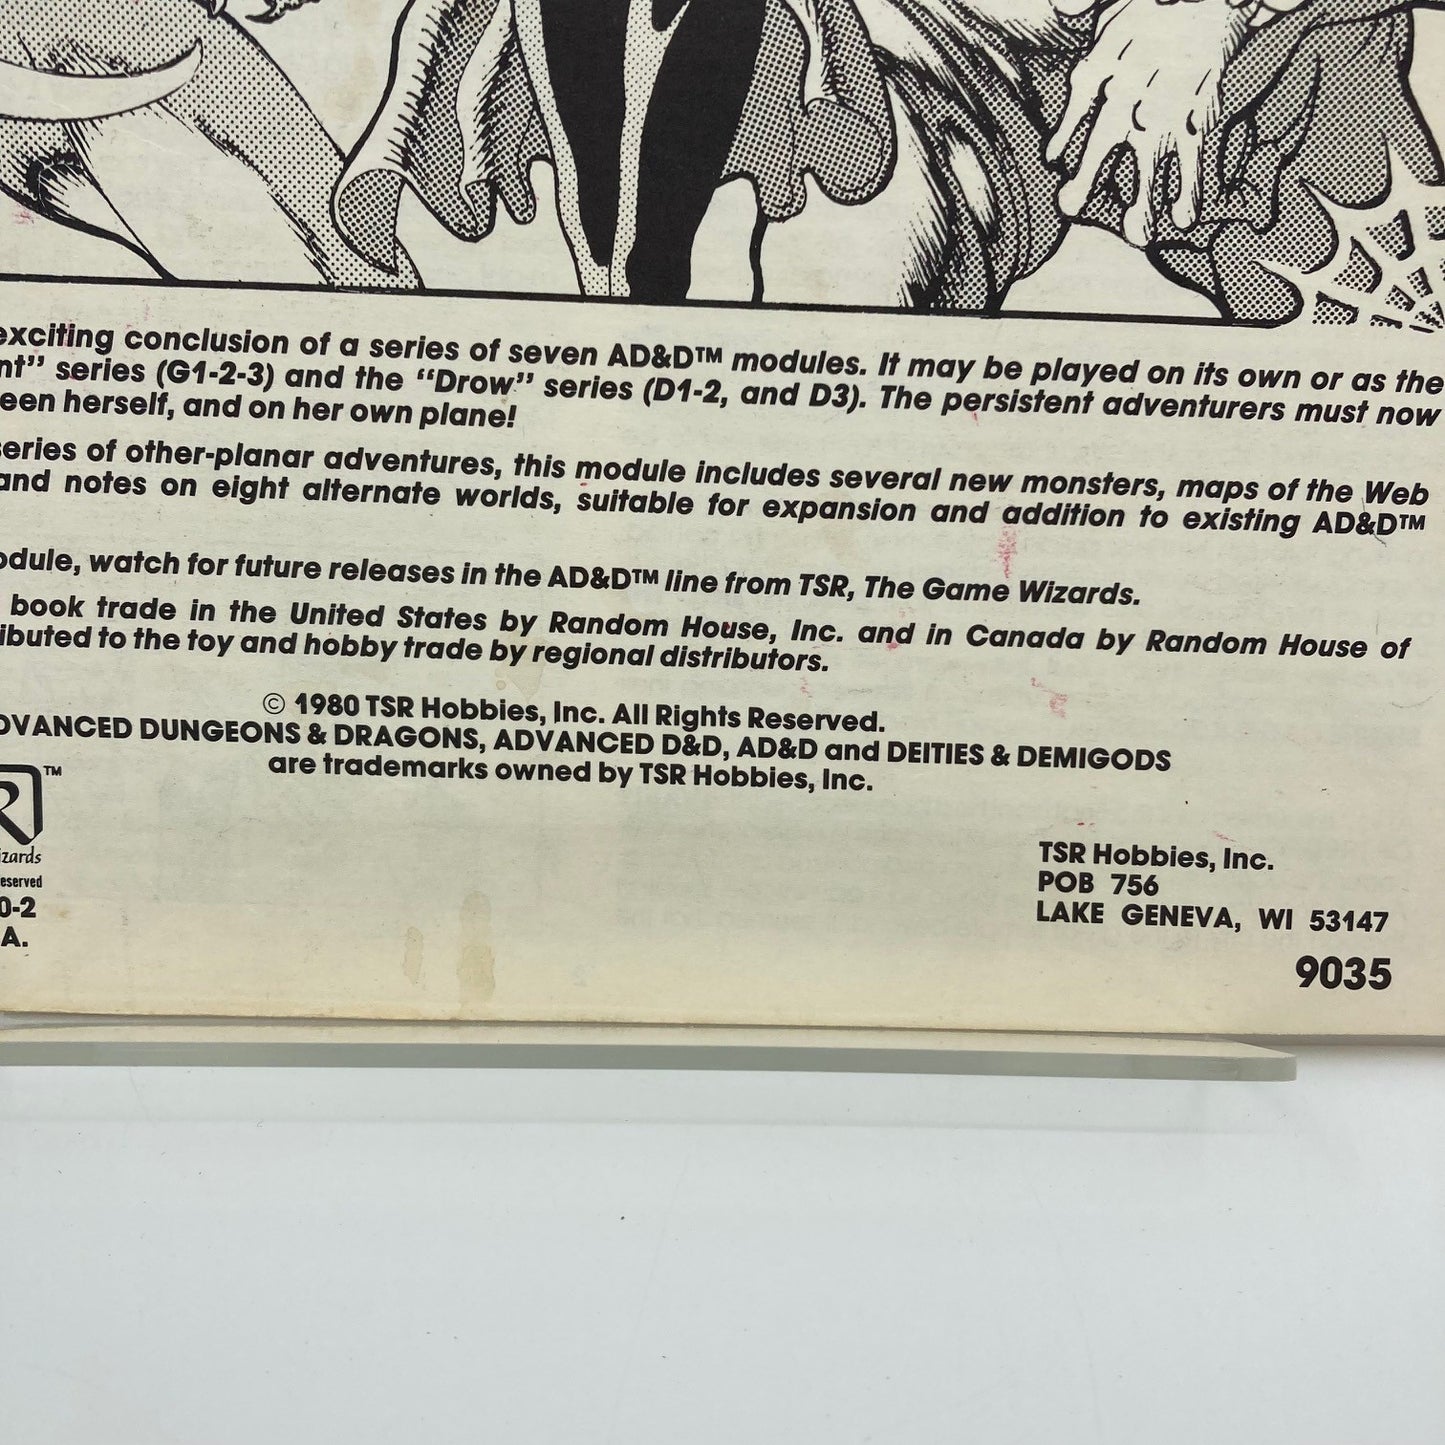 exciting conclusion of a series of seven AD&D™ modules. It may be played on its own or as the
nt" series (G1-2-3) and the "Drow" series (D1-2, and D3). The persistent adventurers must now
een herself, and on her own plane!
series of other-planar adventures, this module includes several new monsters, maps of the Web
and notes on eight alternate worlds, suitable for expansion and addition to existing AD&D™
odule, watch for future releases in the AD&D™ line from TSR, The Game Wizards.
book trade in the United States by Random House, Inc. and in Canada by Random House of
ibuted to the toy and hobby trade by regional distributors.
© 1980 TSR Hobbies, Inc. All Rights Reserved.
DVANCED DUNGEONS & DRAGONS, ADVANCED D&D, AD&D and DEITIES & DEMIGODS
are trademarks owned by TSR Hobbies, Inc.
R™
izards
eserved
0-2
A.
TSR Hobbies, Inc.
POB 756
LAKE GENEVA, WI 53147
9035